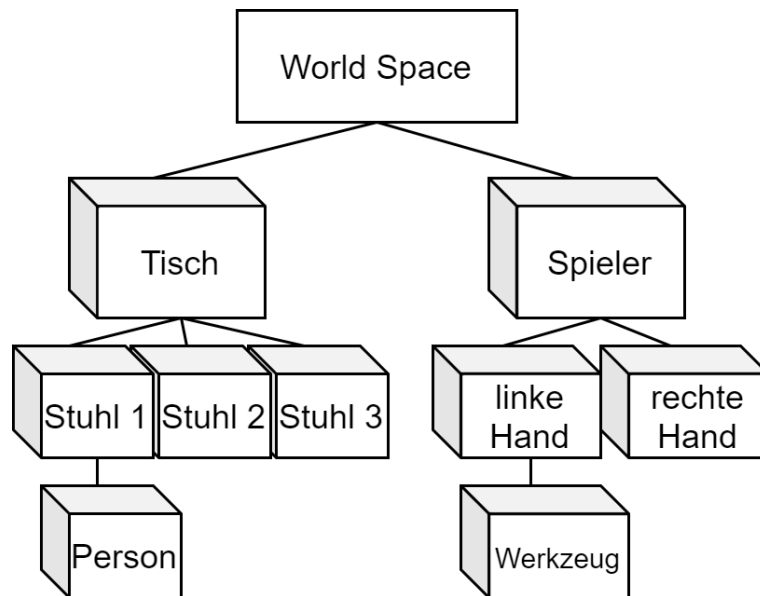 World Space
Tisch
Spieler
Stuhl 1
Stuhl 2
Stuhl 3
linke
Hand
rechte
Hand
Person
Werkzeug